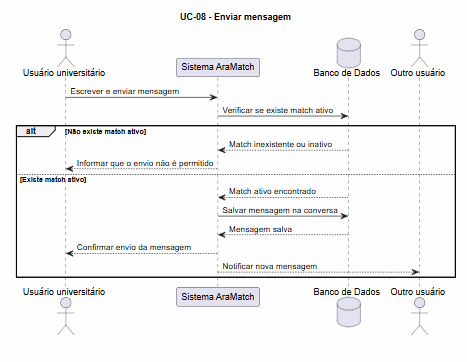 UC-08 - Enviar mensagem
Usuário universitário
Sistema AraMatch
Banco de Dados
Outro usuário
Escrever e enviar mensagem
Verificar se existe match ativo
alt
[Não existe match ativo]
Match inexistente ou inativo
Informar que o envio não é permitido
[Existe match ativo]
Match ativo encontrado
Salvar mensagem na conversa
Mensagem salva
Confirmar envio da mensagem
Notificar nova mensagem
Usuário universitário
Sistema AraMatch
Banco de Dados
Outro usuário